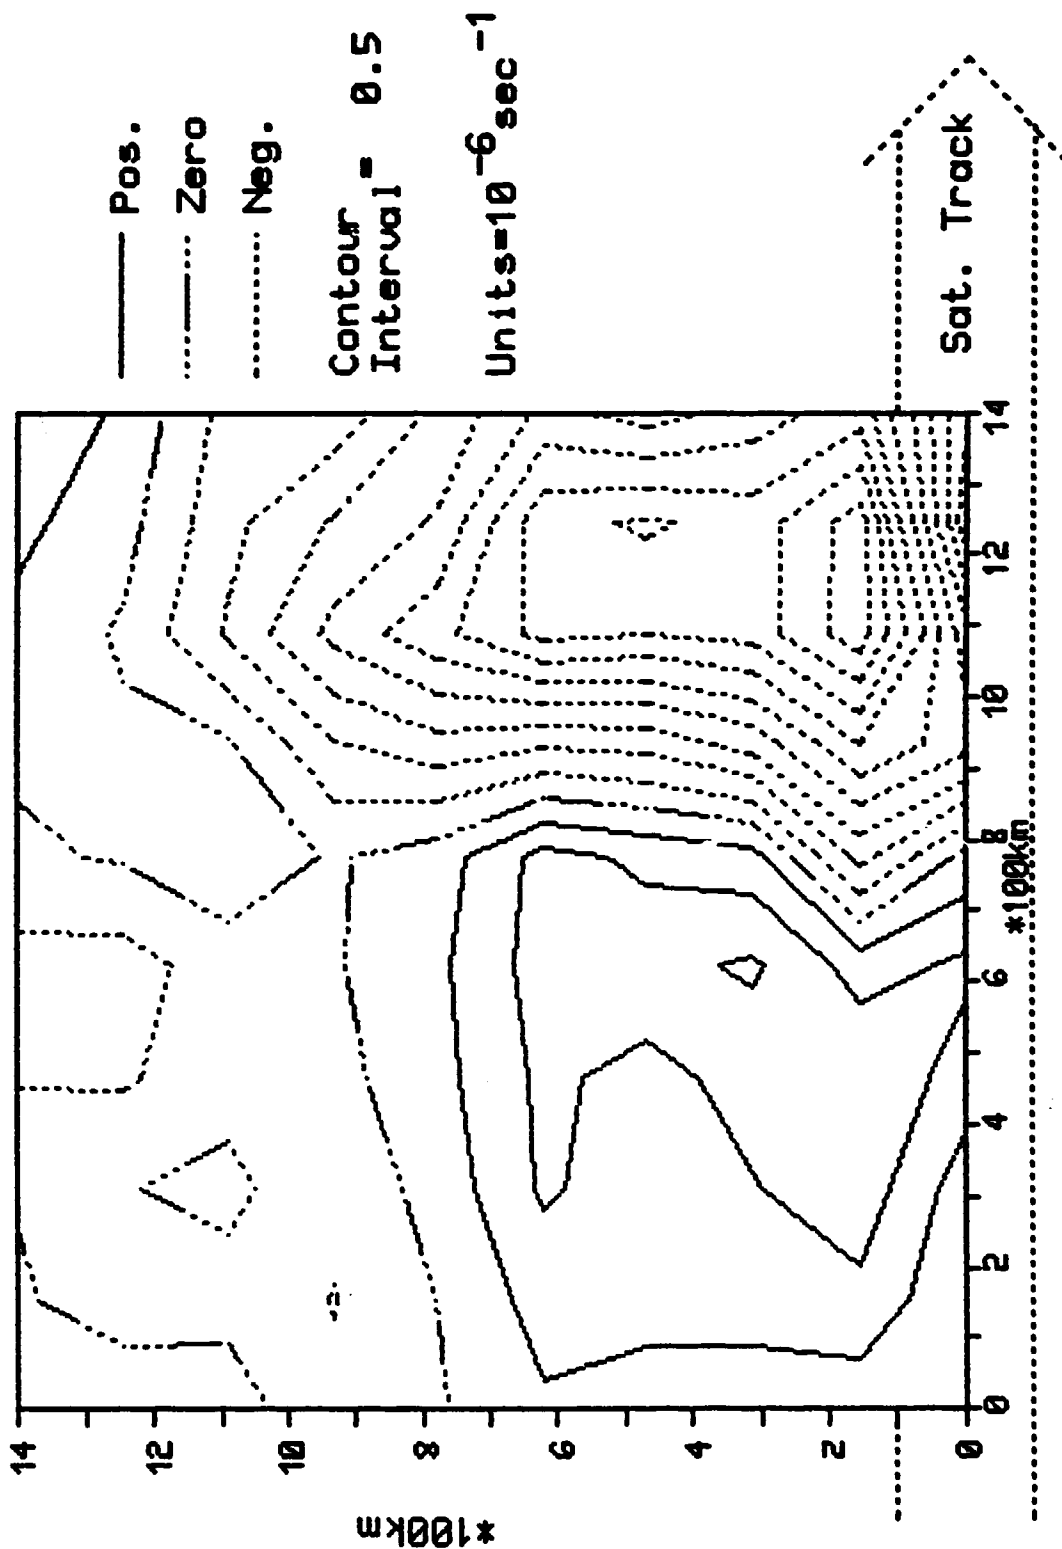 Pos.
Zero
Neg.
Contour
Interval= 0.5
Units=10⁻⁶sec⁻¹
14
12
10
8
6
4
2
0
*100km
0
2
4
6
8
10
12
14
*100km
Sat. Track